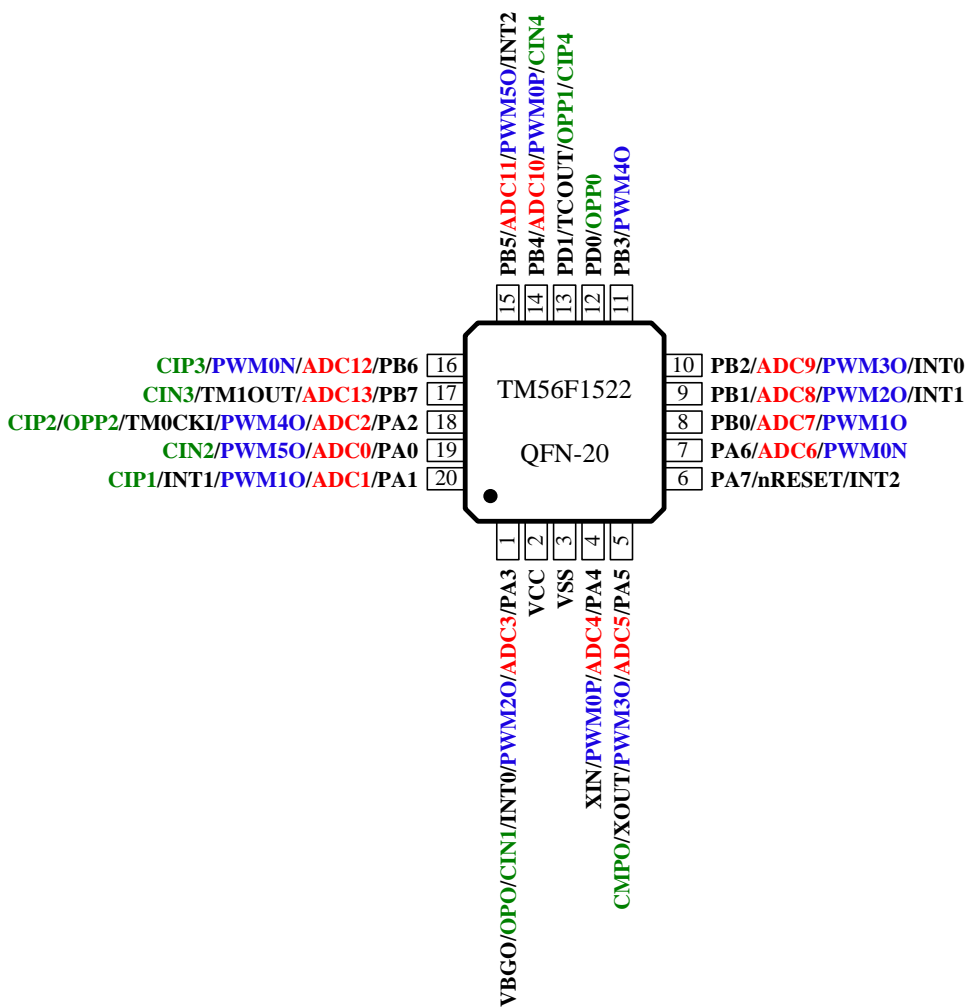 PB5/ADC11/PWM5O/INT2
PB4/ADC10/PWM0P/CIN4
PD1/TCOUT/OPP1/CIP4
PD0/OPP0
PB3/PWM4O
15
14
13
12
11
CIP3/PWM0N/ADC12/PB6 16
CIN3/TM1OUT/ADC13/PB7 17
CIP2/OPP2/TM0CKI/PWM4O/ADC2/PA2 18
CIN2/PWM5O/ADC0/PA0 19
CIP1/INT1/PWM1O/ADC1/PA1 20
TM56F1522
QFN-20
10 PB2/ADC9/PWM3O/INT0
9 PB1/ADC8/PWM2O/INT1
8 PB0/ADC7/PWM1O
7 PA6/ADC6/PWM0N
6 PA7/nRESET/INT2
1
2
3
4
5
VBGO/OPO/CIN1/INT0/PWM2O/ADC3/PA3
VCC
VSS
XIN/PWM0P/ADC4/PA4
CMPO/XOUT/PWM3O/ADC5/PA5